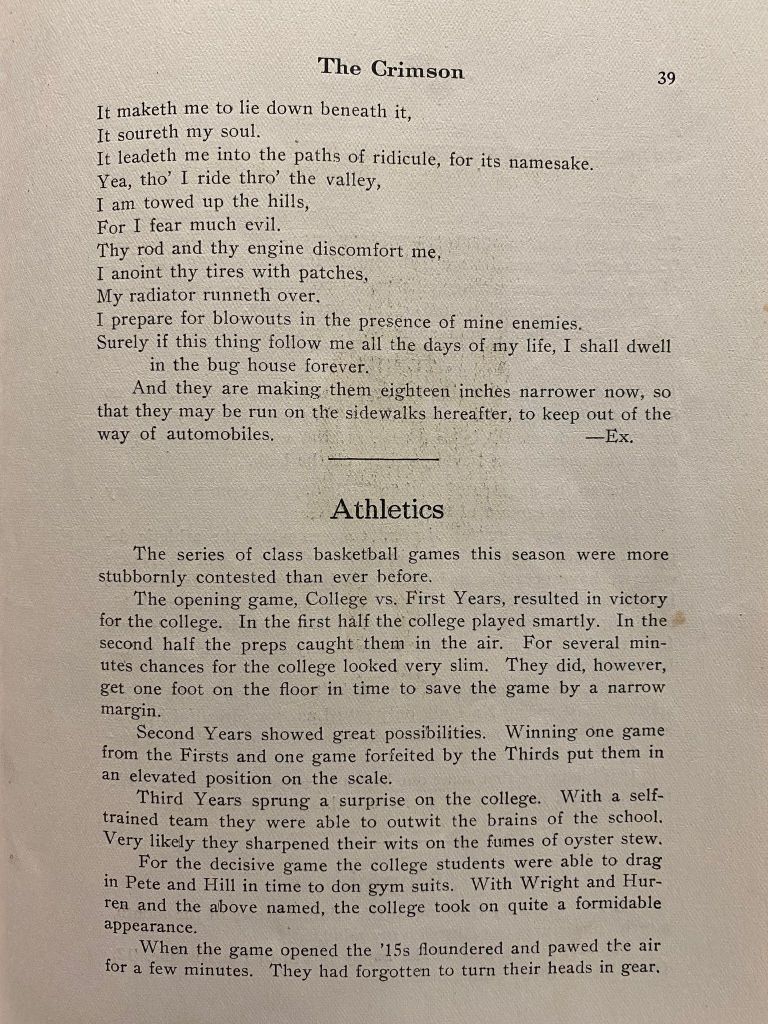 The Crimson
39
It maketh me to lie down beneath it,
It soureth my soul.
It leadeth me into the paths of ridicule, for its namesake.
Yea, tho' I ride thro' the valley,
I am towed up the hills,
For I fear much evil.
Thy rod and thy engine discomfort me,
I anoint thy tires with patches,
My radiator runneth over.
I prepare for blowouts in the presence of mine enemies.
Surely if this thing follow me all the days of my life, I shall dwell
in the bug house forever.
And they are making them eighteen inches narrower now, so
that they may be run on the sidewalks hereafter, to keep out of the
way of automobiles. —Ex.
Athletics
The series of class basketball games this season were more
stubbornly contested than ever before.
The opening game, College vs. First Years, resulted in victory
for the college. In the first half the college played smartly. In the
second half the preps caught them in the air. For several min-
utes chances for the college looked very slim. They did, however,
get one foot on the floor in time to save the game by a narrow
margin.
Second Years showed great possibilities. Winning one game
from the Firsts and one game forfeited by the Thirds put them in
an elevated position on the scale.
Third Years sprung a surprise on the college. With a self-
trained team they were able to outwit the brains of the school.
Very likely they sharpened their wits on the fumes of oyster stew.
For the decisive game the college students were able to drag
in Pete and Hill in time to don gym suits. With Wright and Hur-
ren and the above named, the college took on quite a formidable
appearance.
When the game opened the '15s floundered and pawed the air
for a few minutes. They had forgotten to turn their heads in gear.